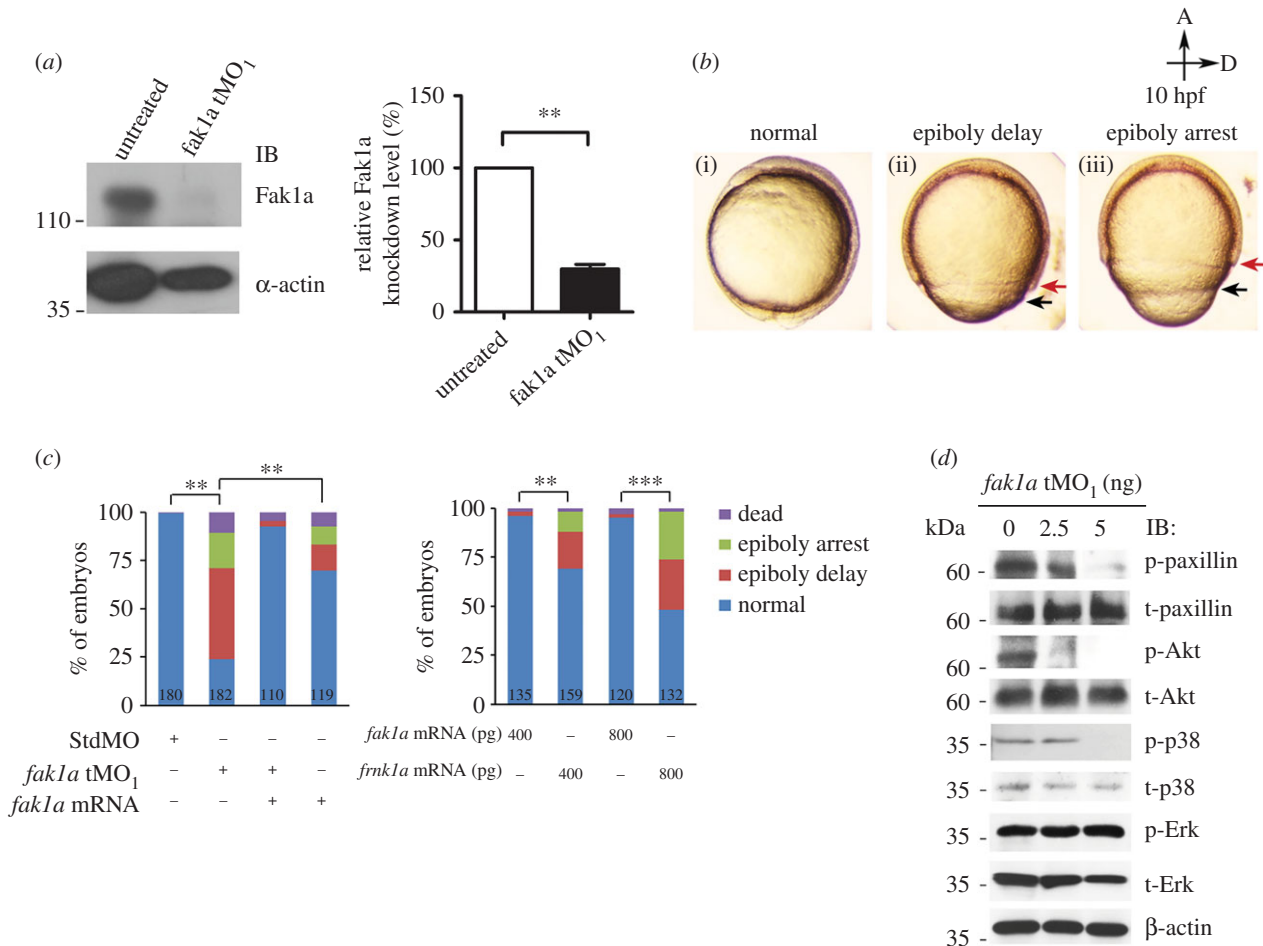 (a)
untreated
fak1a tMO1
IB
Fak1a
110 -
α-actin
35 -
relative Fak1a
knockdown level (%)
150
100
50
0
**
untreated
fak1a tMO1
(b)
A
D
10 hpf
normal
epiboly delay
epiboly arrest
(i)
(ii)
(iii)
(c)
** **
% of embryos
100
75
50
25
0
180 182 110 119
StdMO + – – –
fak1a tMO1 – + + –
fak1a mRNA – – + +
** ***
% of embryos
100
75
50
25
0
135 159 120 132
fak1a mRNA (pg) 400 – 800 –
frnk1a mRNA (pg) – 400 – 800
dead
epiboly arrest
epiboly delay
normal
(d)
fak1a tMO1 (ng)
kDa 0 2.5 5 IB:
60 - p-paxillin
60 - t-paxillin
60 - p-Akt
60 - t-Akt
35 - p-p38
35 - t-p38
35 - p-Erk
35 - t-Erk
35 - β-actin